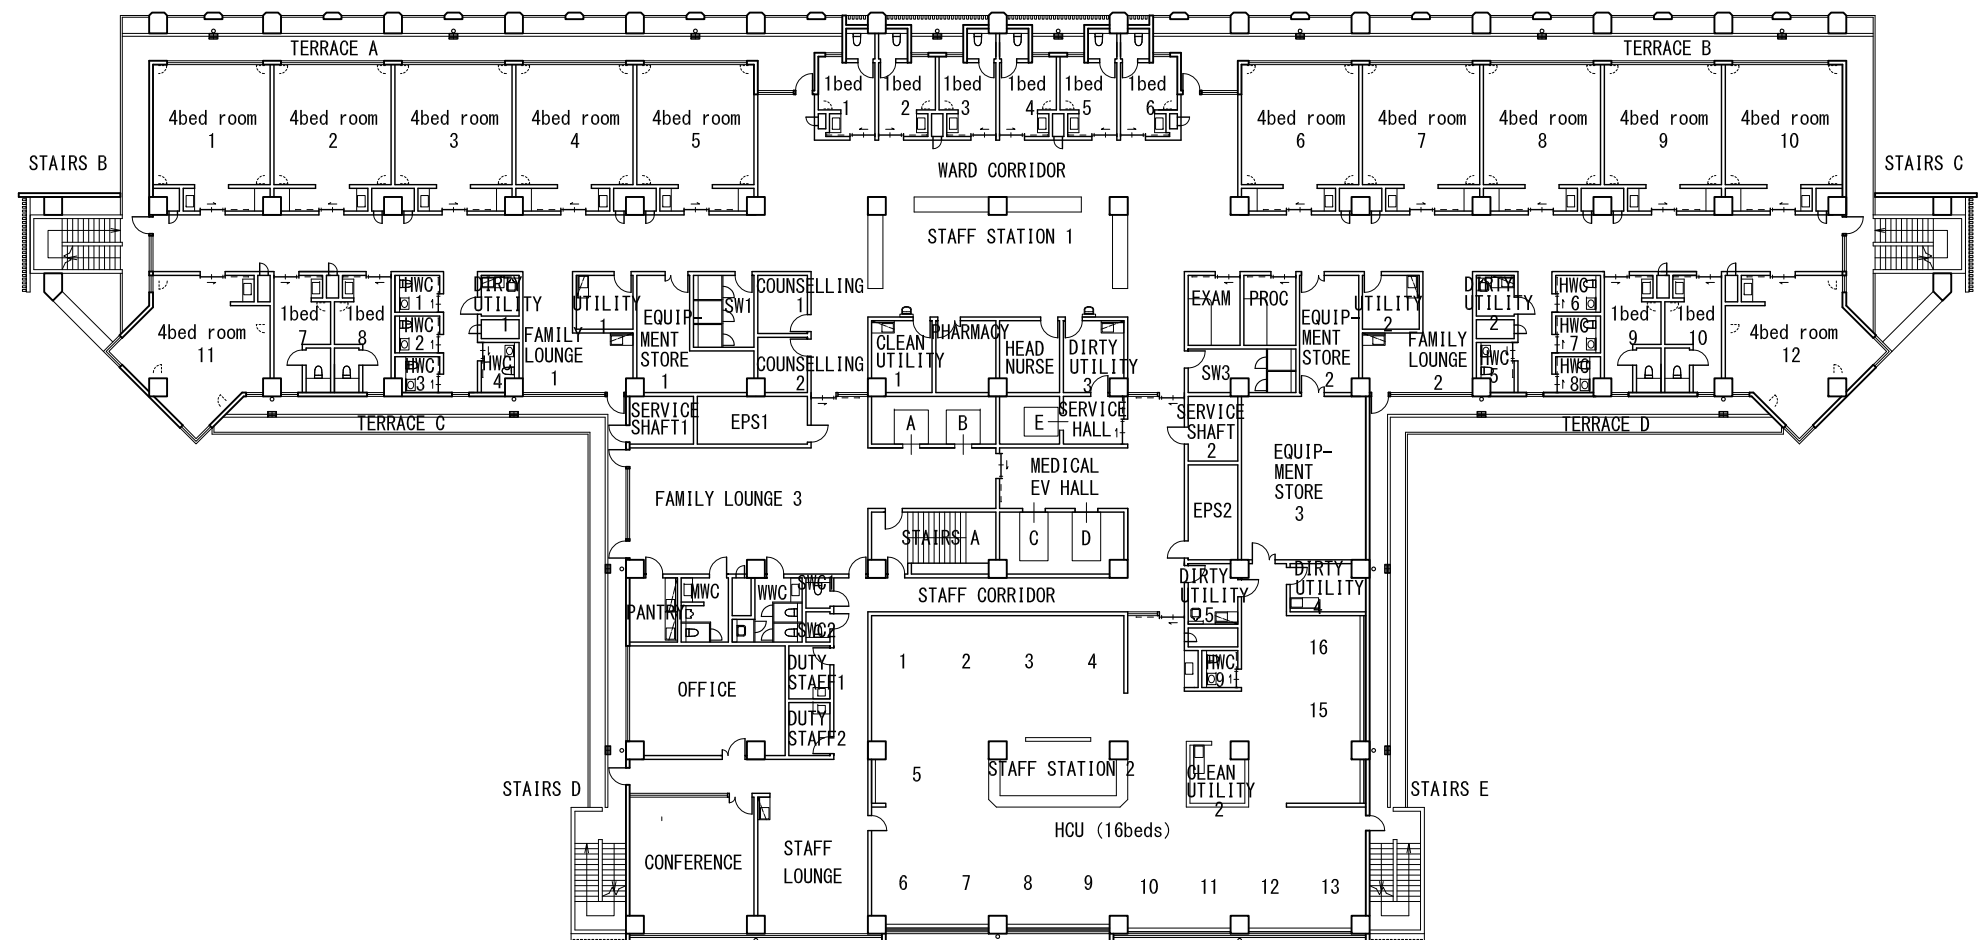 TERRACE A
TERRACE B
1bed
1
1bed
2
1bed
3
1bed
4
1bed
5
1bed
6
4bed room
1
4bed room
2
4bed room
3
4bed room
4
4bed room
5
4bed room
6
4bed room
7
4bed room
8
4bed room
9
4bed room
10
STAIRS B
WARD CORRIDOR
STAIRS C
STAFF STATION 1
4bed room
11
1bed
7
1bed
8
HWC
1
HWC
2
HWC
3
DIRTY
UTILITY
1
HWC
4
FAMILY
LOUNGE
1
UTILITY
1
EQUIP-
MENT
STORE
1
SW1
COUNSELLING
1
COUNSELLING
2
CLEAN
UTILITY
1
PHARMACY
HEAD
NURSE
DIRTY
UTILITY
3
EXAM
PROC
SW3
EQUIP-
MENT
STORE
2
UTILITY
2
FAMILY
LOUNGE
2
DIRTY
UTILITY
2
HWC
5
HWC
6
HWC
7
HWC
8
1bed
9
1bed
10
4bed room
12
TERRACE C
SERVICE
SHAFT1
EPS1
A
B
E
SERVICE
HALL
SERVICE
SHAFT
2
TERRACE D
FAMILY LOUNGE 3
MEDICAL
EV HALL
EPS2
EQUIP-
MENT
STORE
3
STAIRS A
C
D
PANTRY
MWC
WWC
SWC1
SWC2
STAFF CORRIDOR
DIRTY
UTILITY
5
DIRTY
UTILITY
4
HWC
9
OFFICE
DUTY
STAFF1
DUTY
STAFF2
1
2
3
4
16
15
5
STAFF STATION 2
CLEAN
UTILITY
2
STAIRS D
STAIRS E
HCU (16beds)
CONFERENCE
STAFF
LOUNGE
6
7
8
9
10
11
12
13